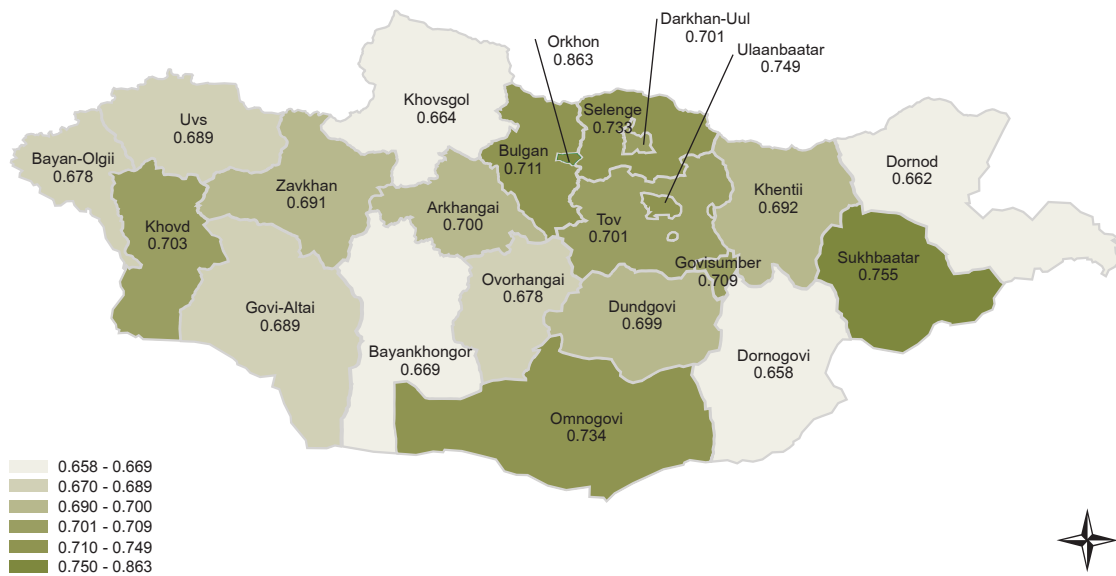 Darkhan-Uul
0.701
Orkhon
0.863
Ulaanbaatar
0.749
Khovsgol
0.664
Selenge
0.733
Uvs
0.689
Bayan-Olgii
0.678
Bulgan
0.711
Dornod
0.662
Zavkhan
0.691
Khentii
0.692
Arkhangai
0.700
Khovd
0.703
Tov
0.701
Sukhbaatar
0.755
Govisumber
0.709
Ovorhangai
0.678
Govi-Altai
0.689
Dundgovi
0.699
Bayankhongor
0.669
Dornogovi
0.658
Omnogovi
0.734
0.658 - 0.669
0.670 - 0.689
0.690 - 0.700
0.701 - 0.709
0.710 - 0.749
0.750 - 0.863